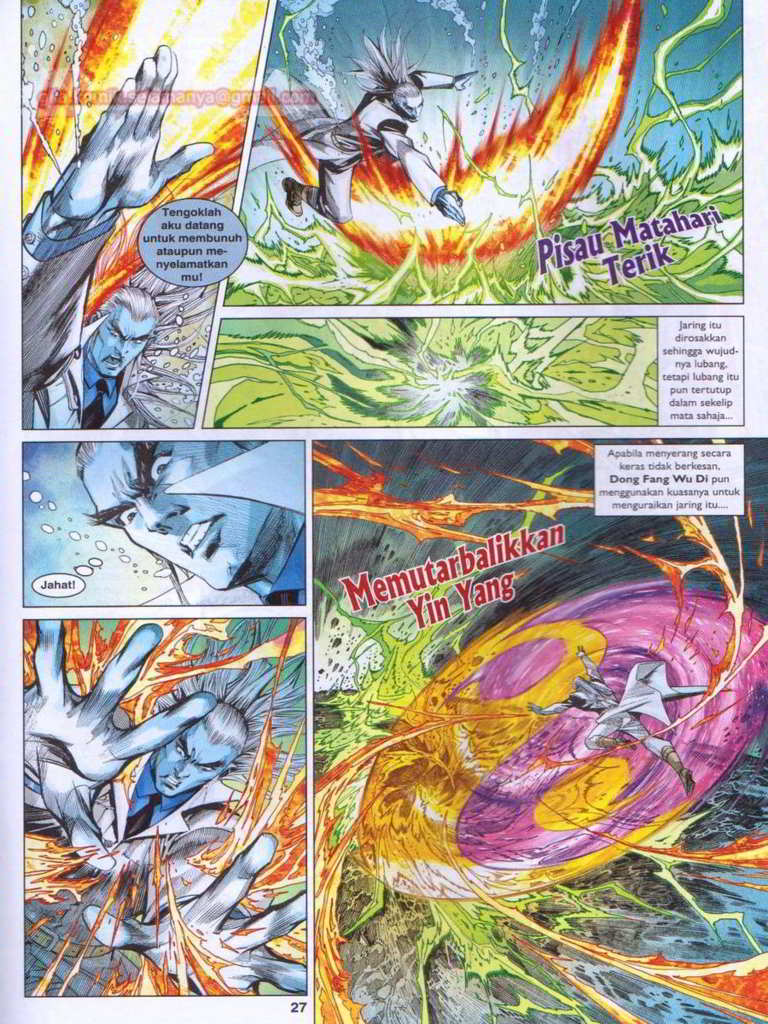 Tengoklah
aku datang
untuk membunuh
ataupun me-
nyelamatkan
mu!
Pisau Matahari
Terik
Jaring itu
dirosakkan
sehingga wujud-
nya lubang,
tetapi lubang itu
pun tertutup
dalam sekelip
mata sahaja...
Jahat!
Apabila menyerang secara
keras tidak berkesan,
Dong Fang Wu Di pun
menggunakan kuasanya untuk
menguraikan jaring itu....
Memutarbalikkan
Yin Yang
27